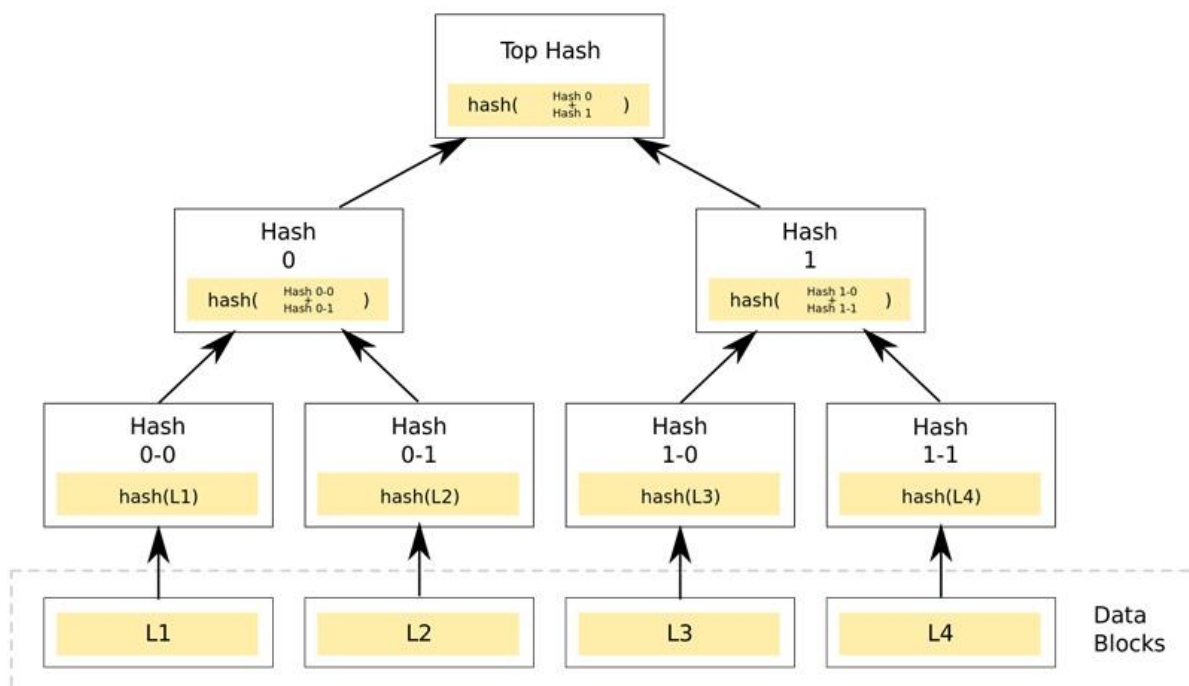 Top Hash
hash( Hash 0 + Hash 1 )
Hash
0
hash( Hash 0-0 + Hash 0-1 )
Hash
1
hash( Hash 1-0 + Hash 1-1 )
Hash
0-0
hash(L1)
Hash
0-1
hash(L2)
Hash
1-0
hash(L3)
Hash
1-1
hash(L4)
L1
L2
L3
L4
Data
Blocks